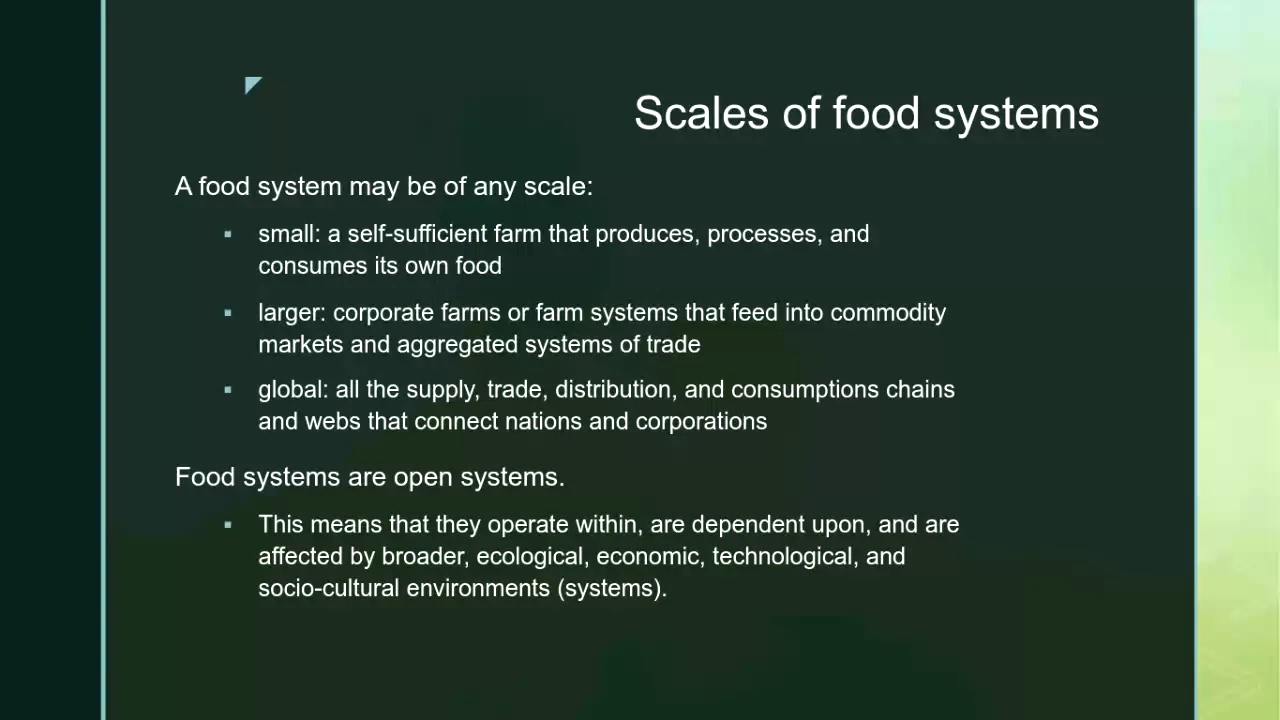 Scales of food systems
A food system may be of any scale:
▪ small: a self-sufficient farm that produces, processes, and
consumes its own food
▪ larger: corporate farms or farm systems that feed into commodity
markets and aggregated systems of trade
▪ global: all the supply, trade, distribution, and consumptions chains
and webs that connect nations and corporations
Food systems are open systems.
▪ This means that they operate within, are dependent upon, and are
affected by broader, ecological, economic, technological, and
socio-cultural environments (systems).